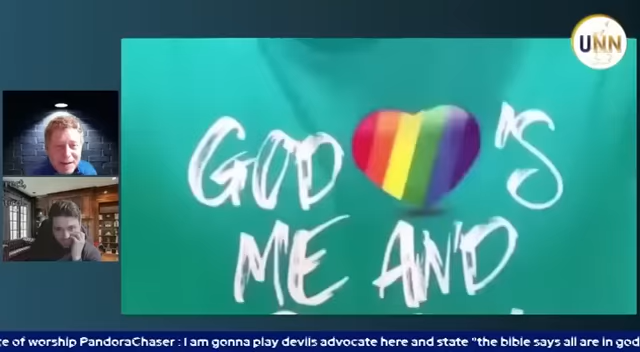 UNN
GOD 'S
ME AND
te of worship PandoraChaser : I am gonna play devils advocate here and state "the bible says all are in god